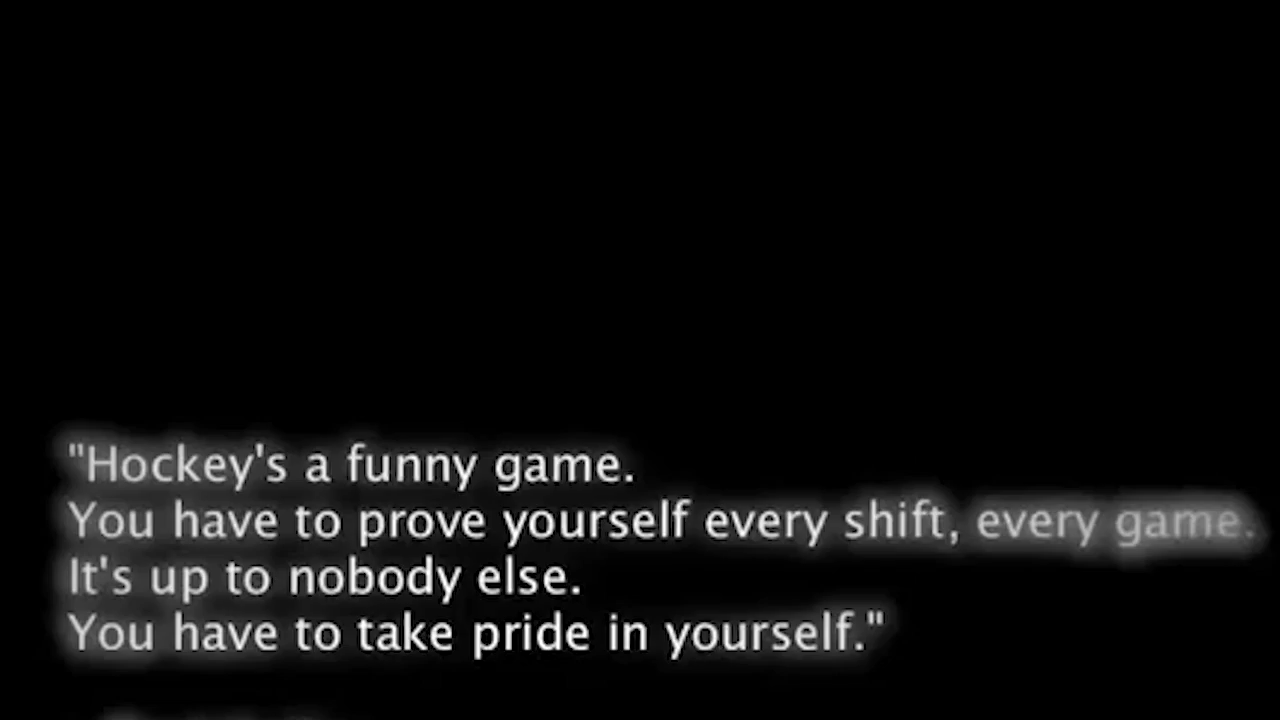 "Hockey's a funny game.
You have to prove yourself every shift, every game.
It's up to nobody else.
You have to take pride in yourself."